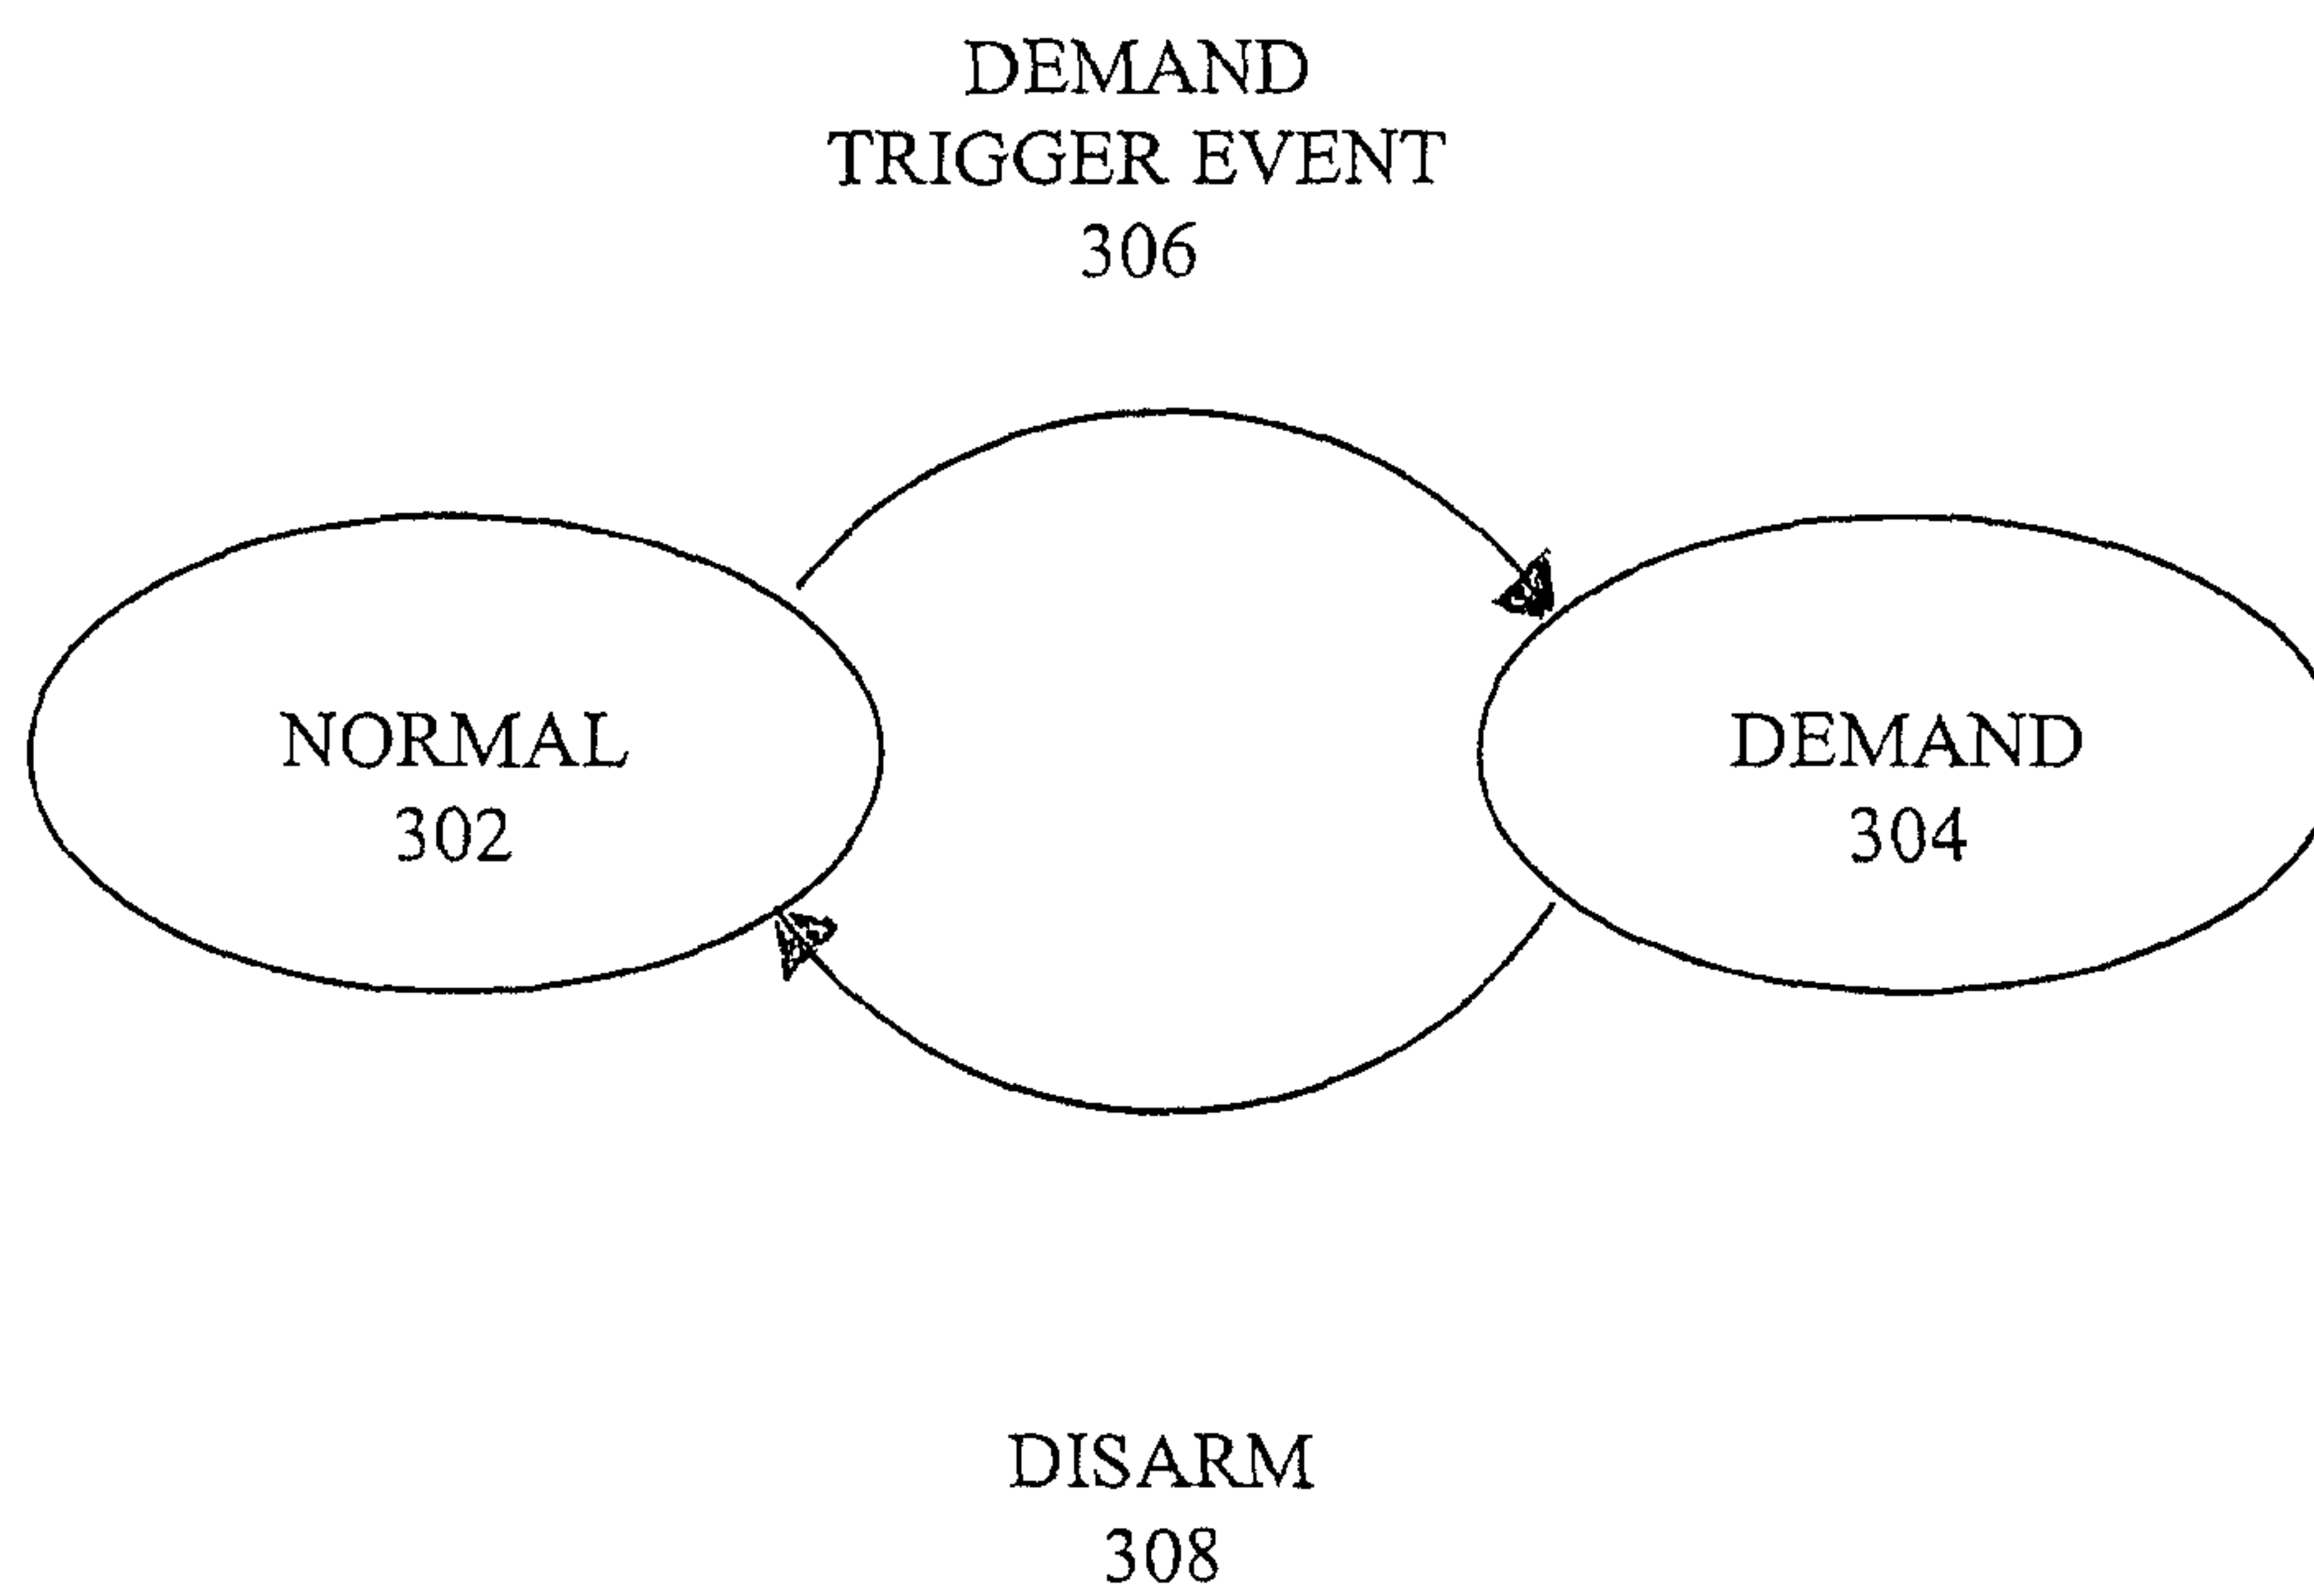 DEMAND
TRIGGER EVENT
306
NORMAL
302
DEMAND
304
DISARM
308